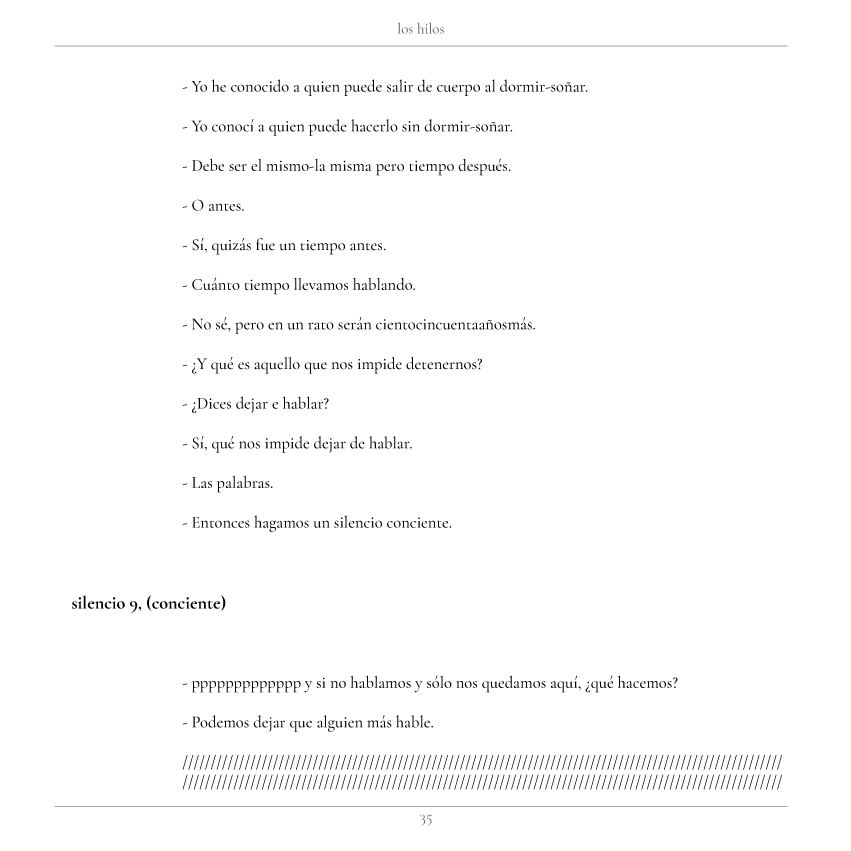 los hilos
- Yo he conocido a quien puede salir de cuerpo al dormir-soñar.
- Yo conocí a quien puede hacerlo sin dormir-soñar.
- Debe ser el mismo-la misma pero tiempo después.
- O antes.
- Sí, quizás fue un tiempo antes.
- Cuánto tiempo llevamos hablando.
- No sé, pero en un rato serán cientocincuentaañosmás.
- ¿Y qué es aquello que nos impide detenernos?
- ¿Dices dejar e hablar?
- Sí, qué nos impide dejar de hablar.
- Las palabras.
- Entonces hagamos un silencio conciente.
silencio 9, (conciente)
- ppppppppppppp y si no hablamos y sólo nos quedamos aquí, ¿qué hacemos?
- Podemos dejar que alguien más hable.
//////////////////////////////////////////////////////////////////////////////////////////////////////////
//////////////////////////////////////////////////////////////////////////////////////////////////////////
35